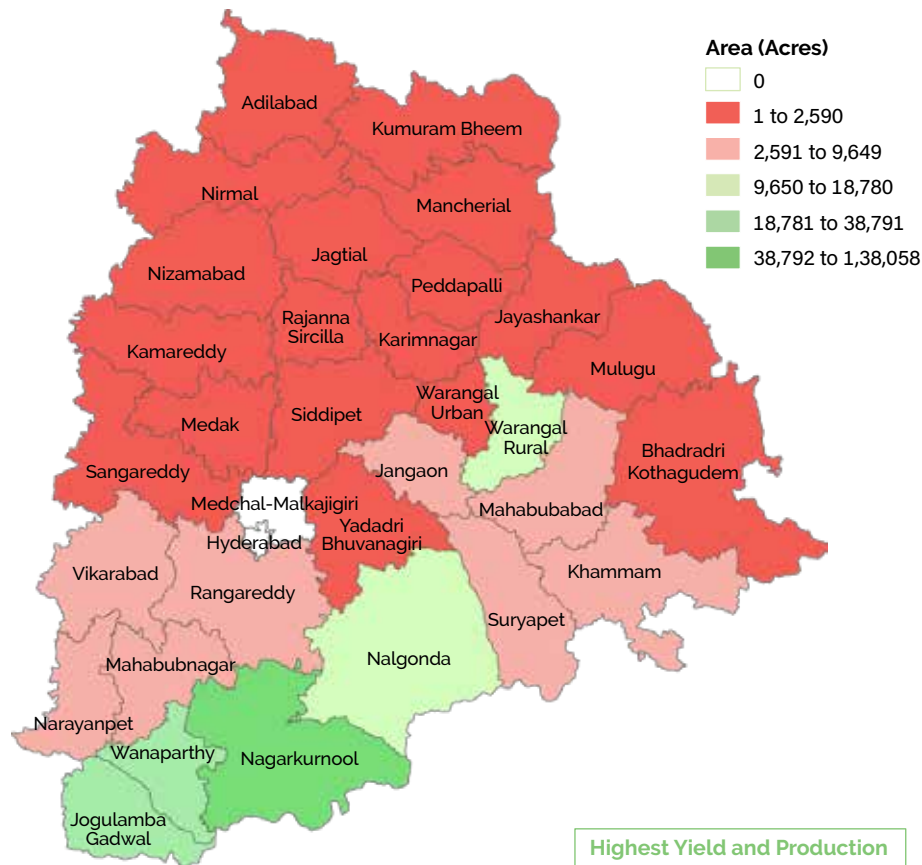 Area (Acres)
0
1 to 2,590
2,591 to 9,649
9,650 to 18,780
18,781 to 38,791
38,792 to 1,38,058
Adilabad
Kumuram Bheem
Nirmal
Mancherial
Jagtial
Nizamabad
Peddapalli
Rajanna
Sircilla
Jayashankar
Karimnagar
Kamareddy
Mulugu
Warangal
Urban
Siddipet
Medak
Warangal
Rural
Bhadradri
Kothagudem
Sangareddy
Jangaon
Medchal-Malkajigiri
Mahabubabad
Yadadri
Bhuvanagiri
Hyderabad
Vikarabad
Khammam
Rangareddy
Suryapet
Nalgonda
Mahabubnagar
Narayanpet
Wanaparthy
Nagarkurnool
Jogulamba
Gadwal
Highest Yield and Production